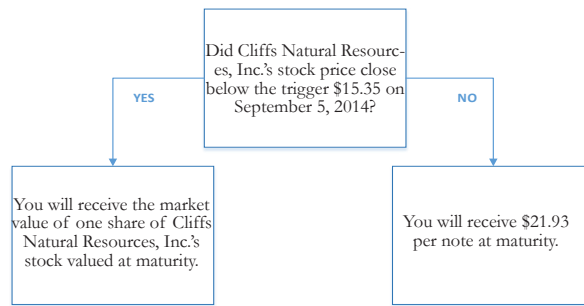 Did Cliffs Natural Resourc-
es, Inc.'s stock price close
below the trigger $15.35 on
September 5, 2014?
YES
NO
You will receive the market
value of one share of Cliffs
Natural Resources, Inc.'s
stock valued at maturity.
You will receive $21.93
per note at maturity.